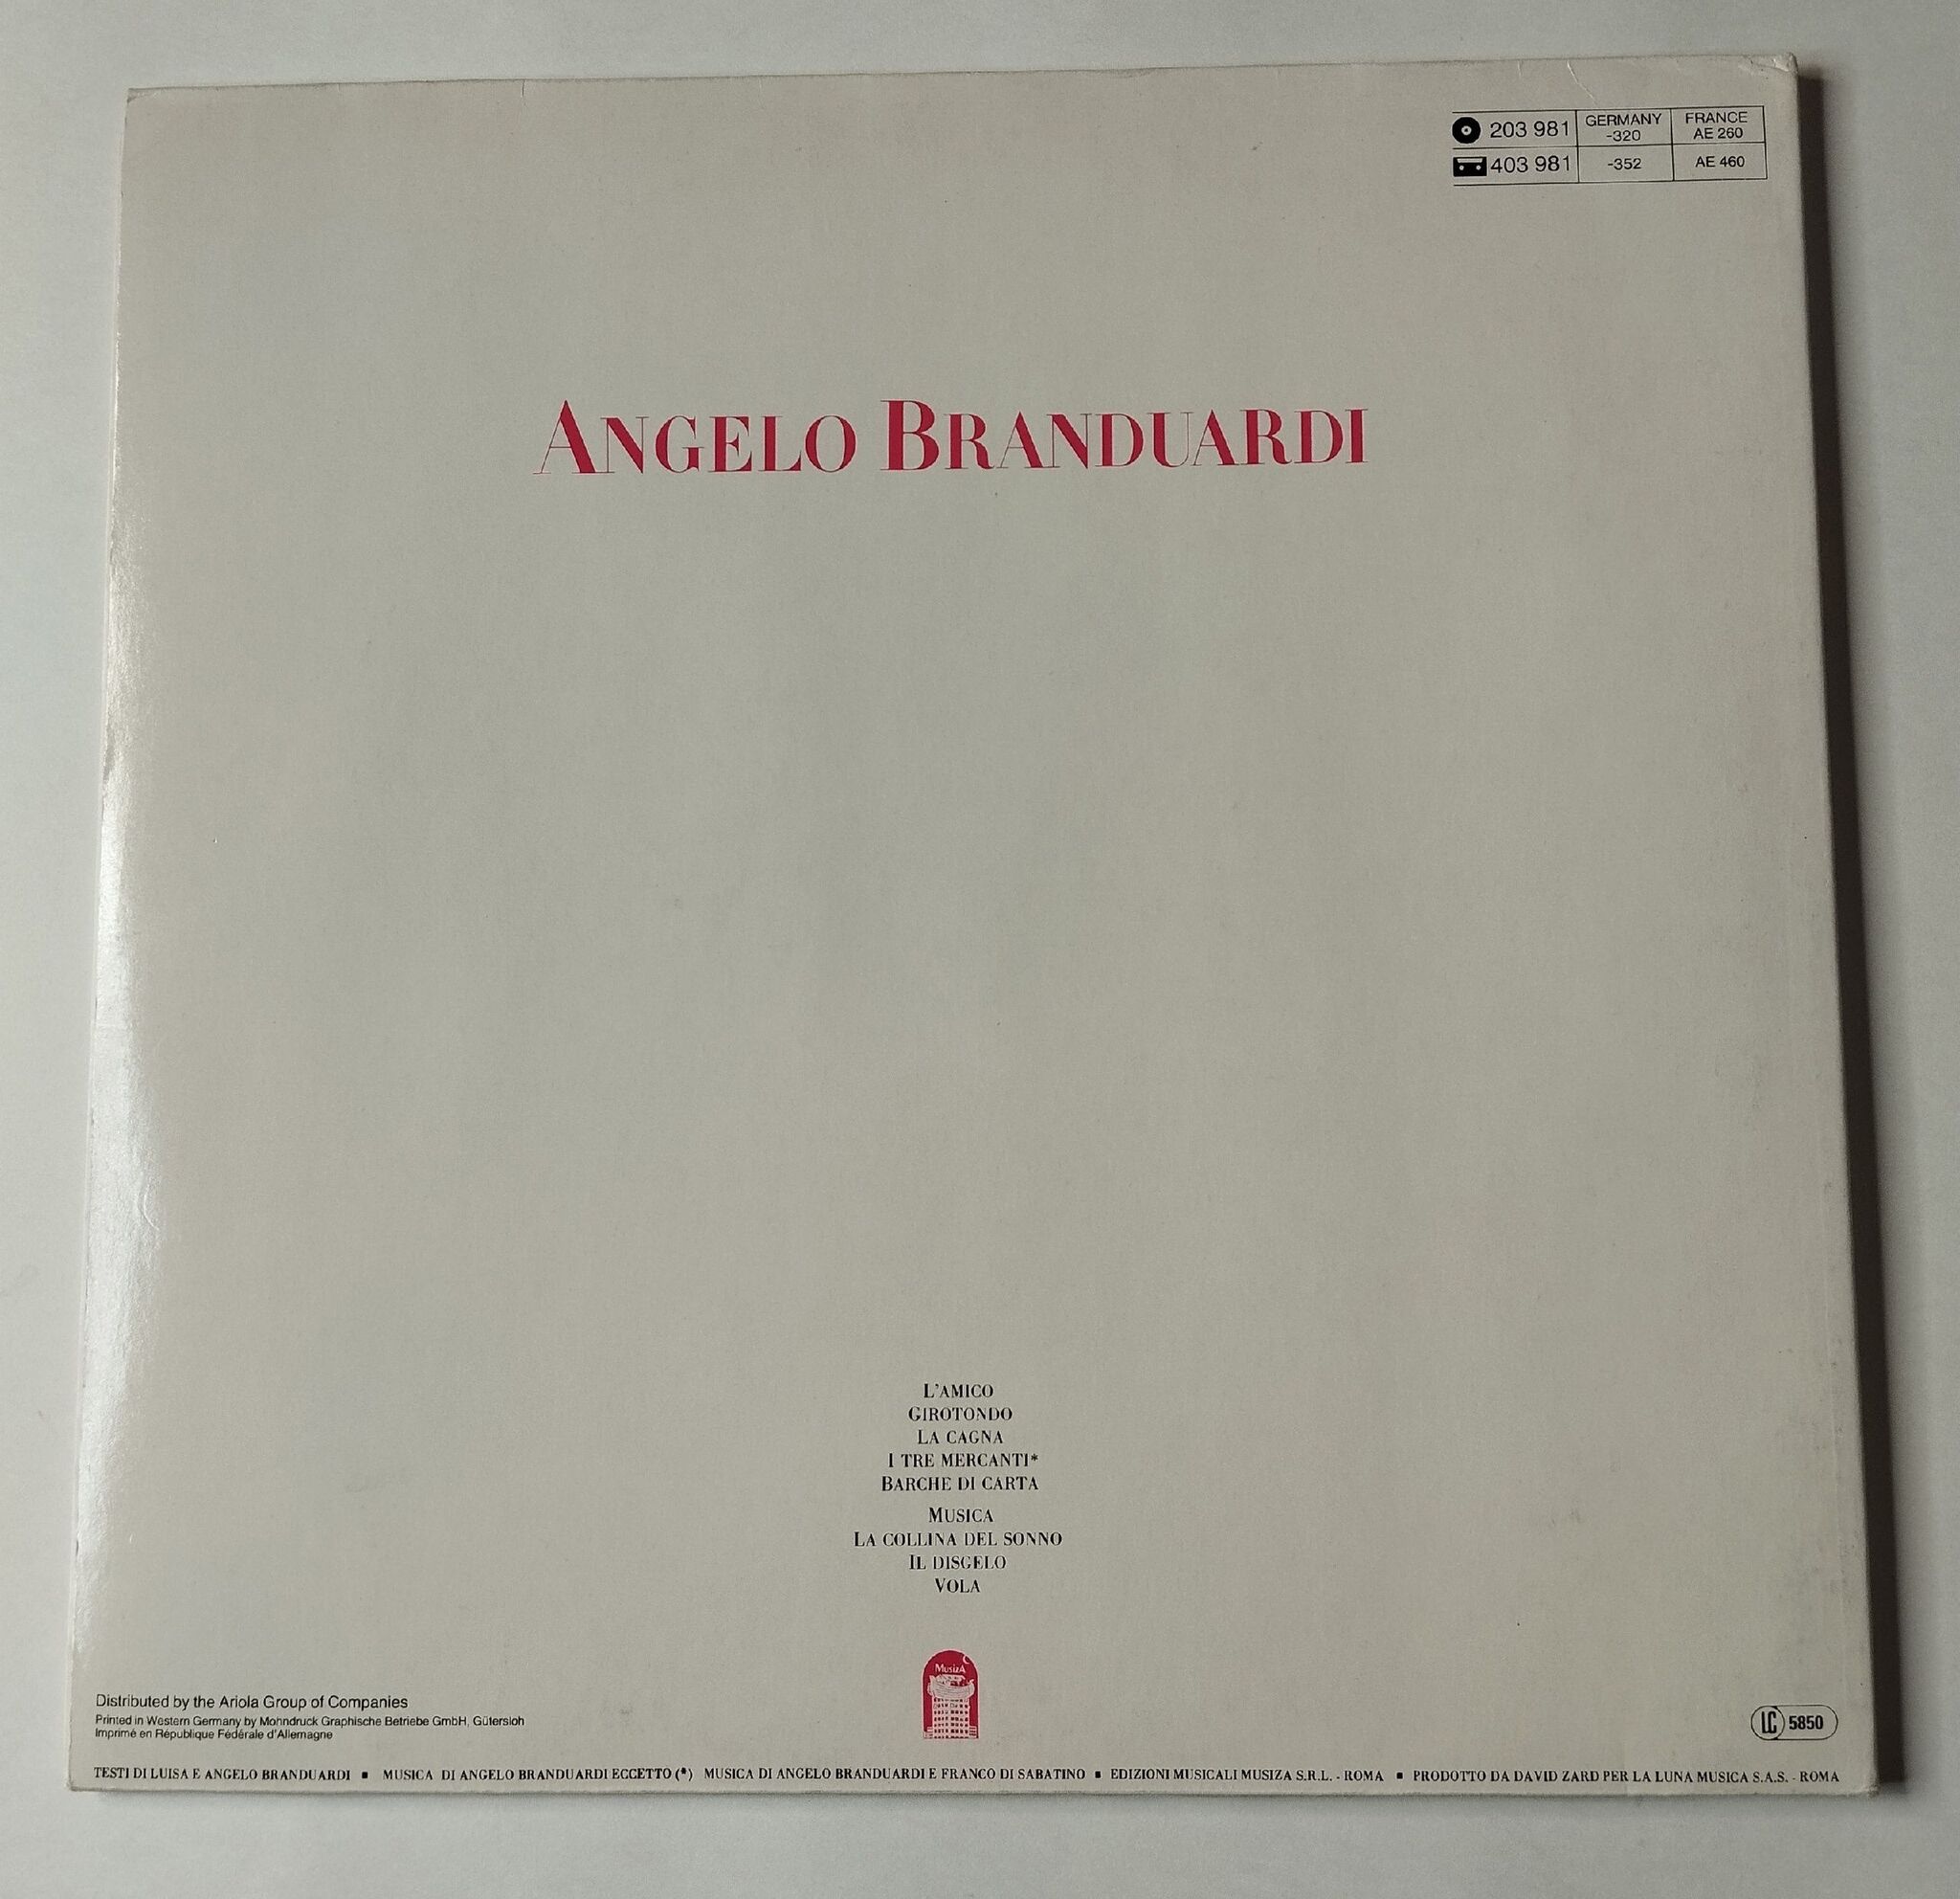 203 981 GERMANY -320 FRANCE AE 260
403 981 -352 AE 460
ANGELO BRANDUARDI
L'AMICO
GIROTONDO
LA CAGNA
I TRE MERCANTI*
BARCHE DI CARTA
MUSICA
LA COLLINA DEL SONNO
IL DISGELO
VOLA
MusizA
Distributed by the Ariola Group of Companies
Printed in Western Germany by Mohndruck Graphische Betriebe GmbH, Gütersloh
Imprimé en République Fédérale d'Allemagne
LC 5850
TESTI DI LUISA E ANGELO BRANDUARDI ▪ MUSICA DI ANGELO BRANDUARDI ECCETTO (*) MUSICA DI ANGELO BRANDUARDI E FRANCO DI SABATINO ▪ EDIZIONI MUSICALI MUSIZA S.R.L. - ROMA ▪ PRODOTTO DA DAVID ZARD PER LA LUNA MUSICA S.A.S. - ROMA